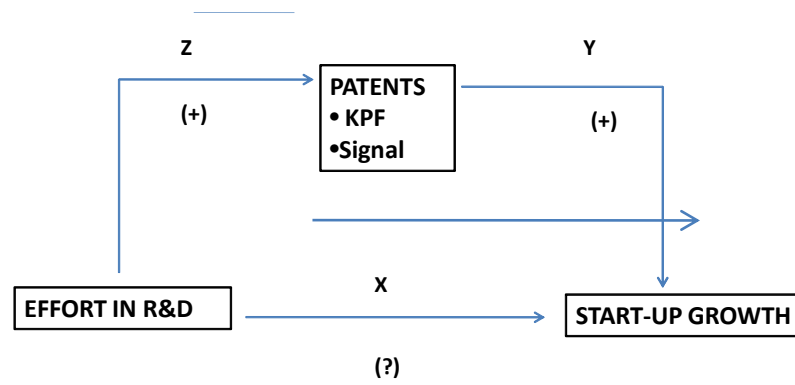 Z
Y
PATENTS
• KPF
•Signal
(+)
(+)
X
EFFORT IN R&D
START-UP GROWTH
(?)